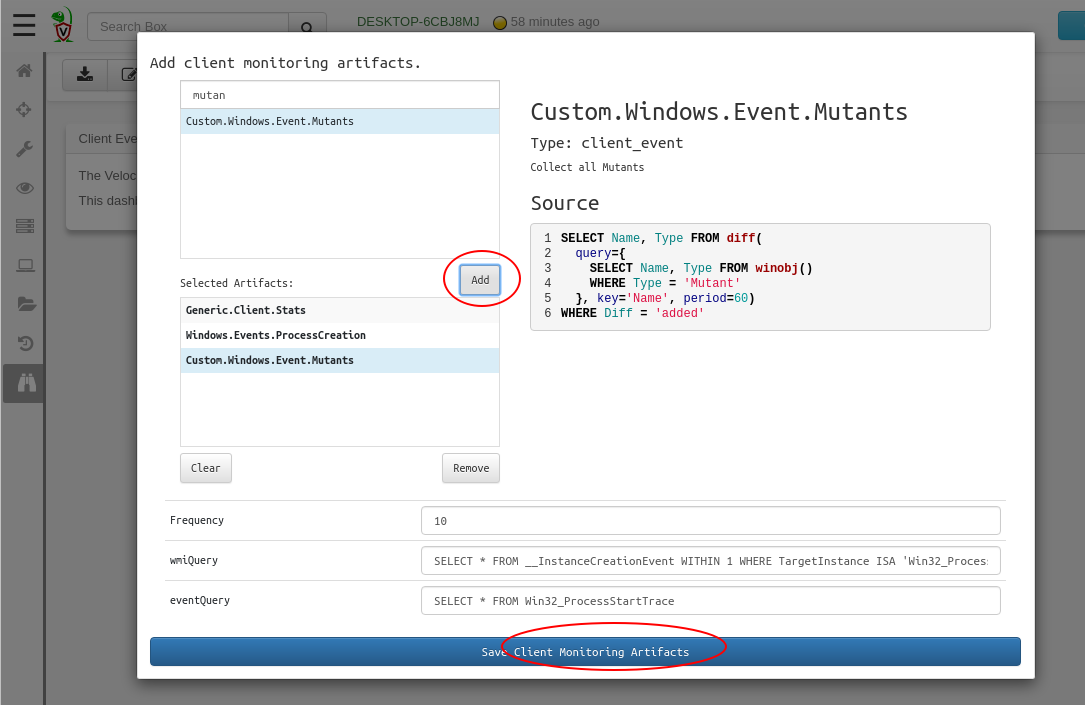 Search Box
DESKTOP-6CBJ8MJ
58 minutes ago
V
Client Eve
The Veloc
This dashl
Add client monitoring artifacts.
mutan
Custom.Windows.Event.Mutants
Add
Selected Artifacts:
Generic.Client.Stats
Windows.Events.ProcessCreation
Custom.Windows.Event.Mutants
Clear
Remove
Custom.Windows.Event.Mutants
Type: client_event
Collect all Mutants
Source
1 SELECT Name, Type FROM diff(
2 query={
3 SELECT Name, Type FROM winobj()
4 WHERE Type = 'Mutant'
5 }, key='Name', period=60)
6 WHERE Diff = 'added'
Frequency
10
wmiQuery
SELECT * FROM __InstanceCreationEvent WITHIN 1 WHERE TargetInstance ISA 'Win32_Proces
eventQuery
SELECT * FROM Win32_ProcessStartTrace
Save Client Monitoring Artifacts